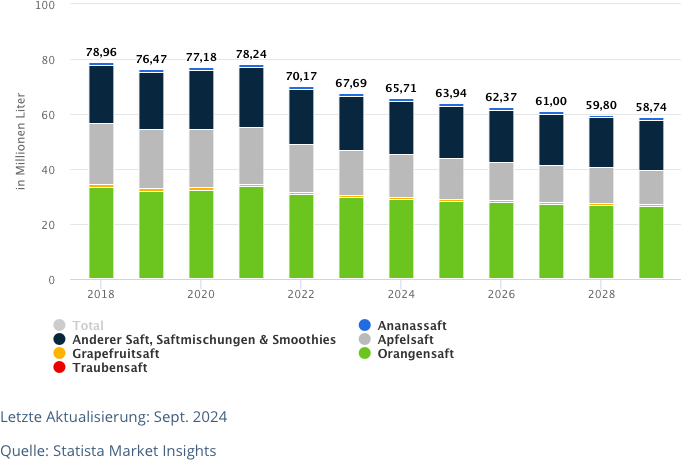 100
80
60
40
20
0
in Millionen Liter
78,96
76,47
77,18
78,24
70,17
67,69
65,71
63,94
62,37
61,00
59,80
58,74
2018
2020
2022
2024
2026
2028
Total
Ananassaft
Anderer Saft, Saftmischungen & Smoothies
Apfelsaft
Grapefruitsaft
Orangensaft
Traubensaft
Letzte Aktualisierung: Sept. 2024
Quelle: Statista Market Insights